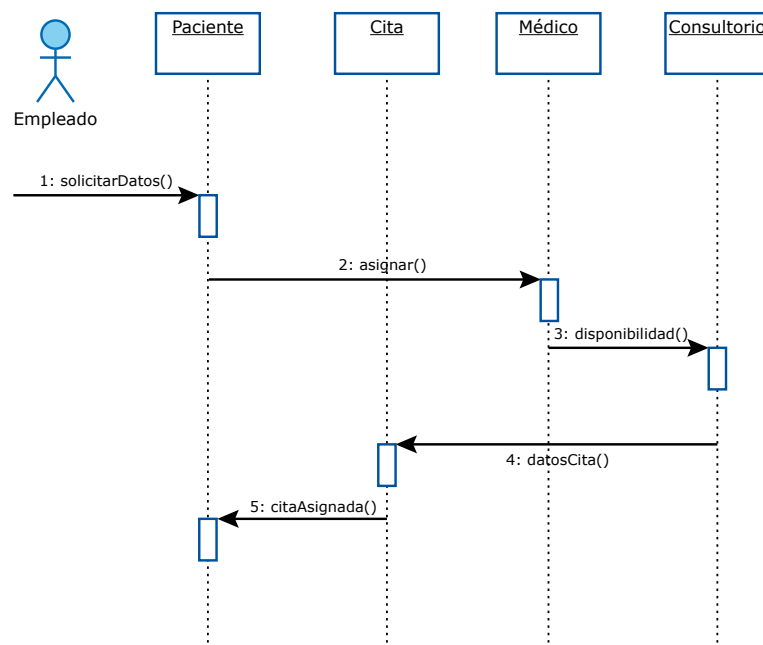 Paciente
Cita
Médico
Consultorio
Empleado
1: solicitarDatos()
2: asignar()
3: disponibilidad()
4: datosCita()
5: citaAsignada()